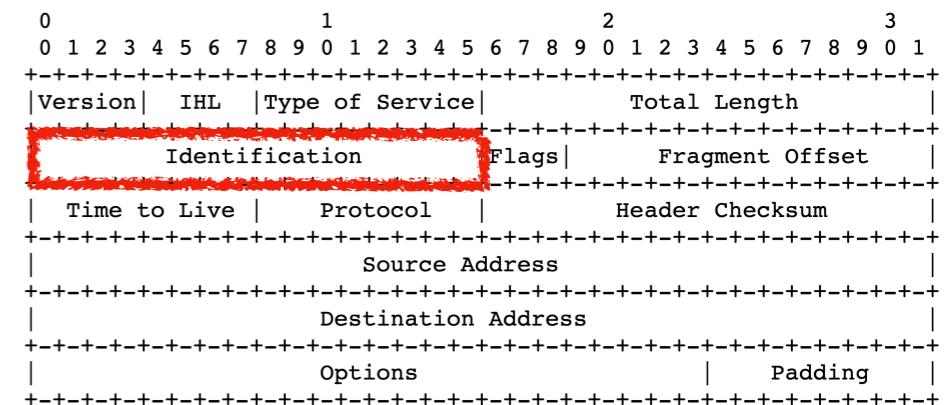 0                   1                   2                   3
 0 1 2 3 4 5 6 7 8 9 0 1 2 3 4 5 6 7 8 9 0 1 2 3 4 5 6 7 8 9 0 1
+-+-+-+-+-+-+-+-+-+-+-+-+-+-+-+-+-+-+-+-+-+-+-+-+-+-+-+-+-+-+-+-+
|Version|  IHL  |Type of Service|          Total Length         |
+-+-+-+-+-+-+-+-+-+-+-+-+-+-+-+-+-+-+-+-+-+-+-+-+-+-+-+-+-+-+-+-+
         Identification        |Flags|      Fragment Offset    |
+-+-+-+-+-+-+-+-+-+-+-+-+-+-+-+-+-+-+-+-+-+-+-+-+-+-+-+-+-+-+-+-+
|  Time to Live |    Protocol   |         Header Checksum       |
+-+-+-+-+-+-+-+-+-+-+-+-+-+-+-+-+-+-+-+-+-+-+-+-+-+-+-+-+-+-+-+-+
|                       Source Address                          |
+-+-+-+-+-+-+-+-+-+-+-+-+-+-+-+-+-+-+-+-+-+-+-+-+-+-+-+-+-+-+-+-+
|                    Destination Address                        |
+-+-+-+-+-+-+-+-+-+-+-+-+-+-+-+-+-+-+-+-+-+-+-+-+-+-+-+-+-+-+-+-+
|                    Options                    |    Padding    |
+-+-+-+-+-+-+-+-+-+-+-+-+-+-+-+-+-+-+-+-+-+-+-+-+-+-+-+-+-+-+-+-+